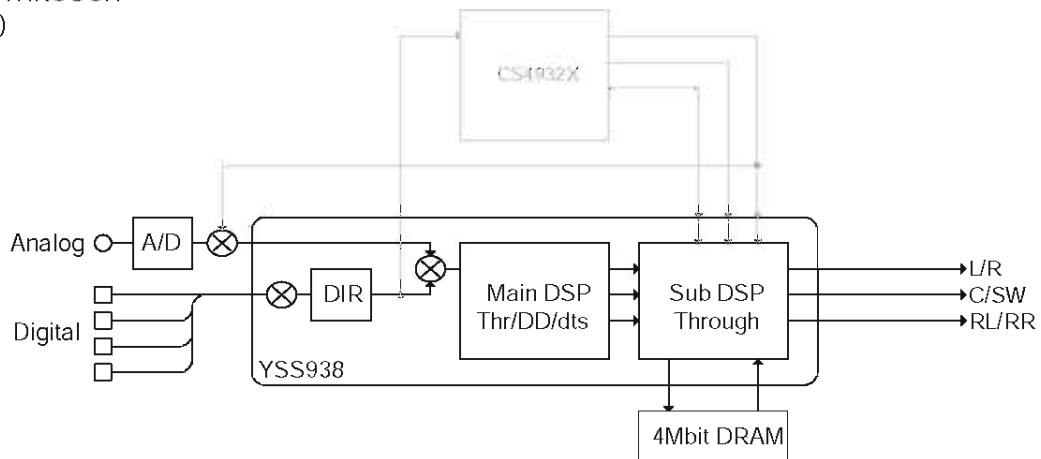 )
CS4932X
Analog
A/D
DIR
Main DSP
Thr/DD/dts
Sub DSP
Through
L/R
C/SW
RL/RR
Digital
YSS938
4Mbit DRAM